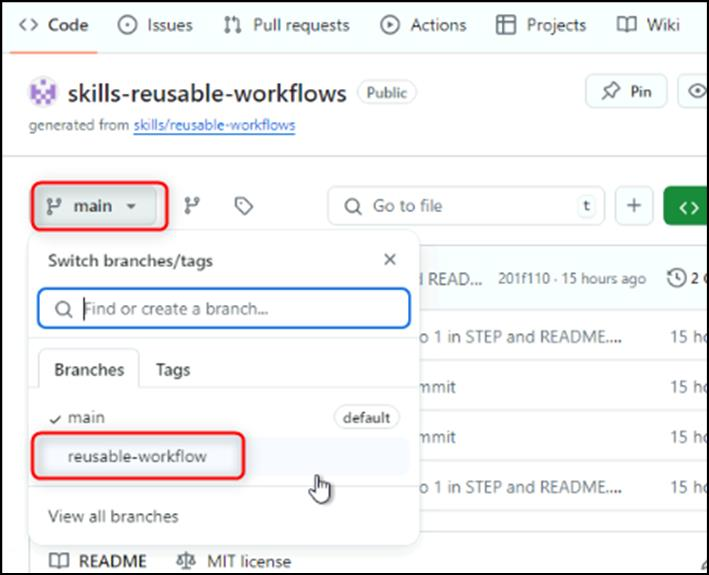 Code Issues Pull requests Actions Projects Wiki
skills-reusable-workflows Public Pin
generated from skills/reusable-workflows
main Go to file t
Switch branches/tags
READ... 201f110 · 15 hours ago 2
Find or create a branch...
o 1 in STEP and README.... 15 ho
Branches Tags
mmit 15 h
main default
mmit 15 h
reusable-workflow
o 1 in STEP and README.... 15 ho
View all branches
README MIT license